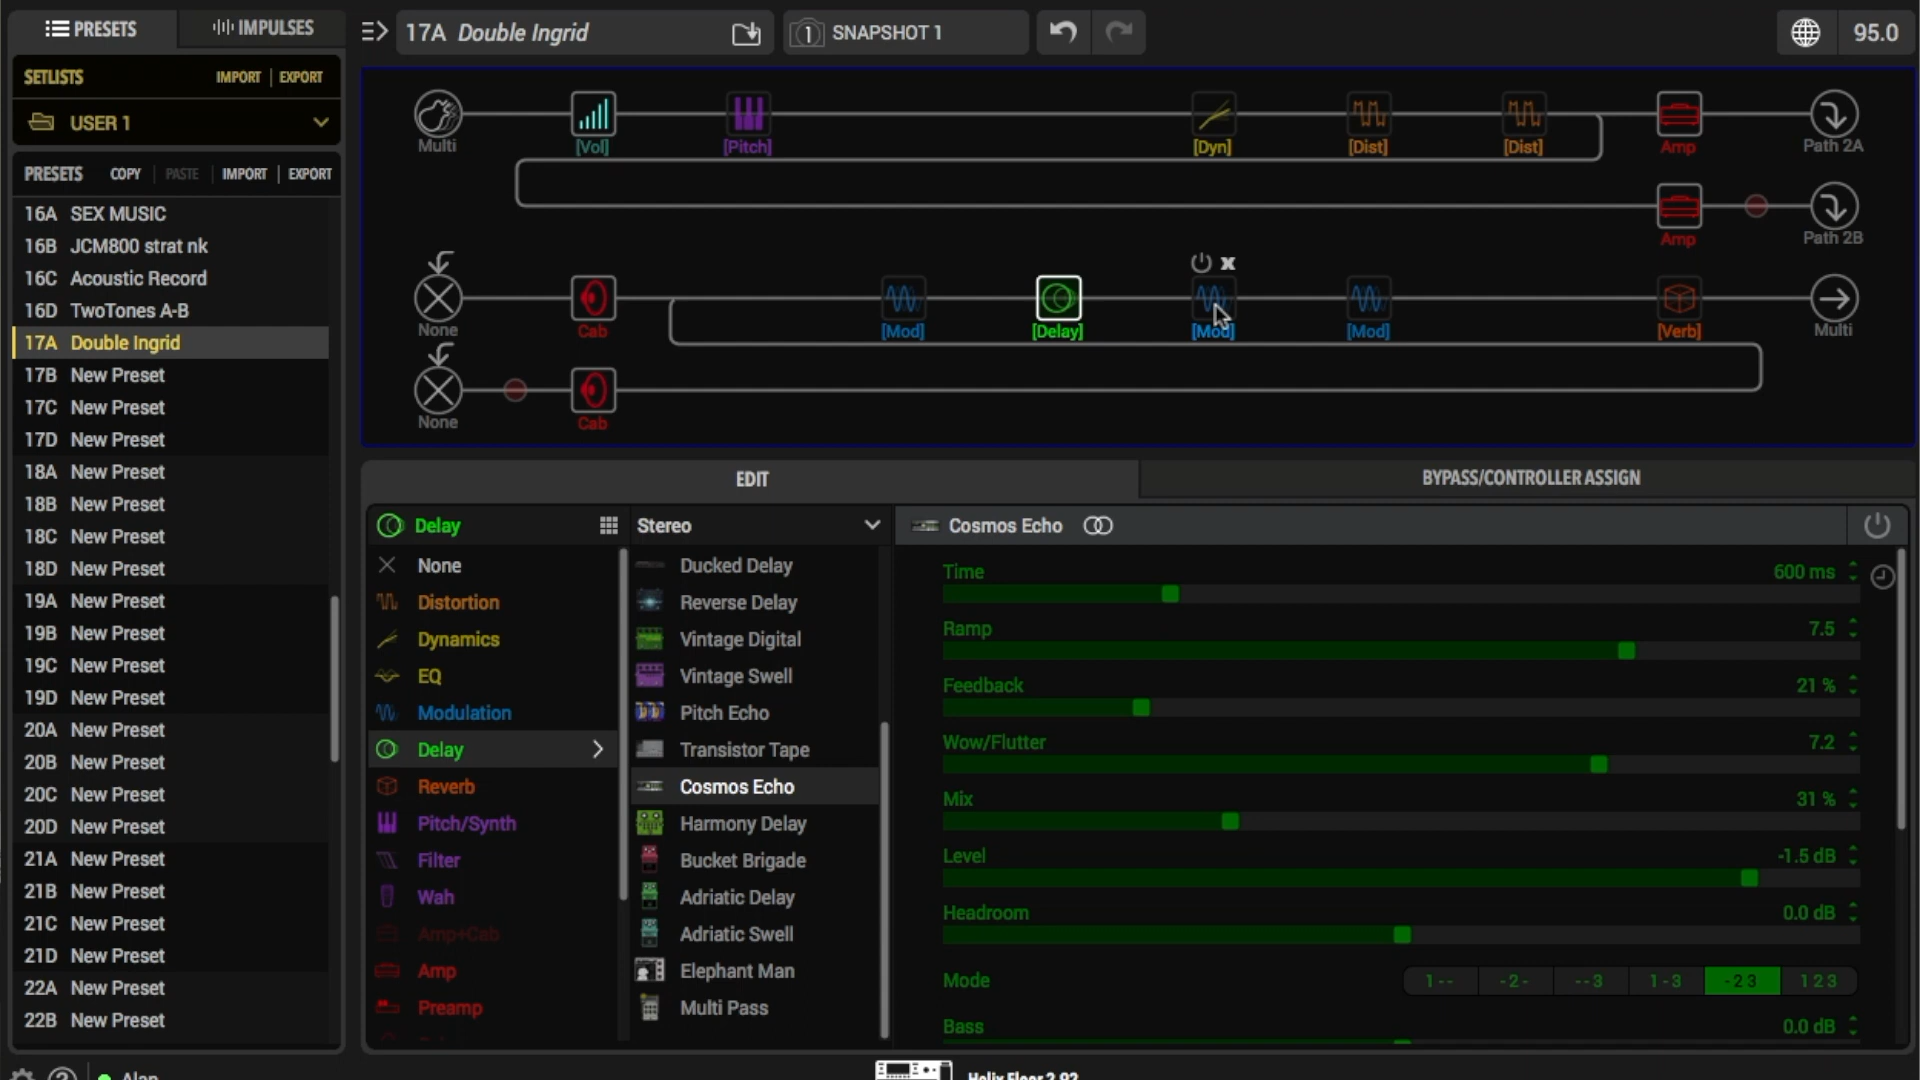 PRESETS
IMPULSES
17A Double Ingrid
1 SNAPSHOT 1
95.0
SETLISTS IMPORT | EXPORT
USER 1
PRESETS COPY | PASTE | IMPORT | EXPORT
16A SEX MUSIC
16B JCM800 strat nk
16C Acoustic Record
16D TwoTones A-B
17A Double Ingrid
17B New Preset
17C New Preset
17D New Preset
18A New Preset
18B New Preset
18C New Preset
18D New Preset
19A New Preset
19B New Preset
19C New Preset
19D New Preset
20A New Preset
20B New Preset
20C New Preset
20D New Preset
21A New Preset
21B New Preset
21C New Preset
21D New Preset
22A New Preset
22B New Preset
Multi [Vol] [Pitch] [Dyn] [Dist] [Dist] Amp Path 2A
Amp Path 2B
X
None Cab [Mod] [Delay] [Mod] [Mod] [Verb] Multi
None Cab
EDIT
BYPASS/CONTROLLER ASSIGN
Delay
None
Distortion
Dynamics
EQ
Modulation
Delay
Reverb
Pitch/Synth
Filter
Wah
Amp+Cab
Amp
Preamp
Stereo
Ducked Delay
Reverse Delay
Vintage Digital
Vintage Swell
Pitch Echo
Transistor Tape
Cosmos Echo
Harmony Delay
Bucket Brigade
Adriatic Delay
Adriatic Swell
Elephant Man
Multi Pass
Cosmos Echo
Time 600 ms
Ramp 7.5
Feedback 21 %
Wow/Flutter 7.2
Mix 31 %
Level -1.5 dB
Headroom 0.0 dB
Mode 1 - - - 2 - - - 3 1 - 3 - 2 3 1 2 3
Bass 0.0 dB
? Alan
Helix Floor 2.92